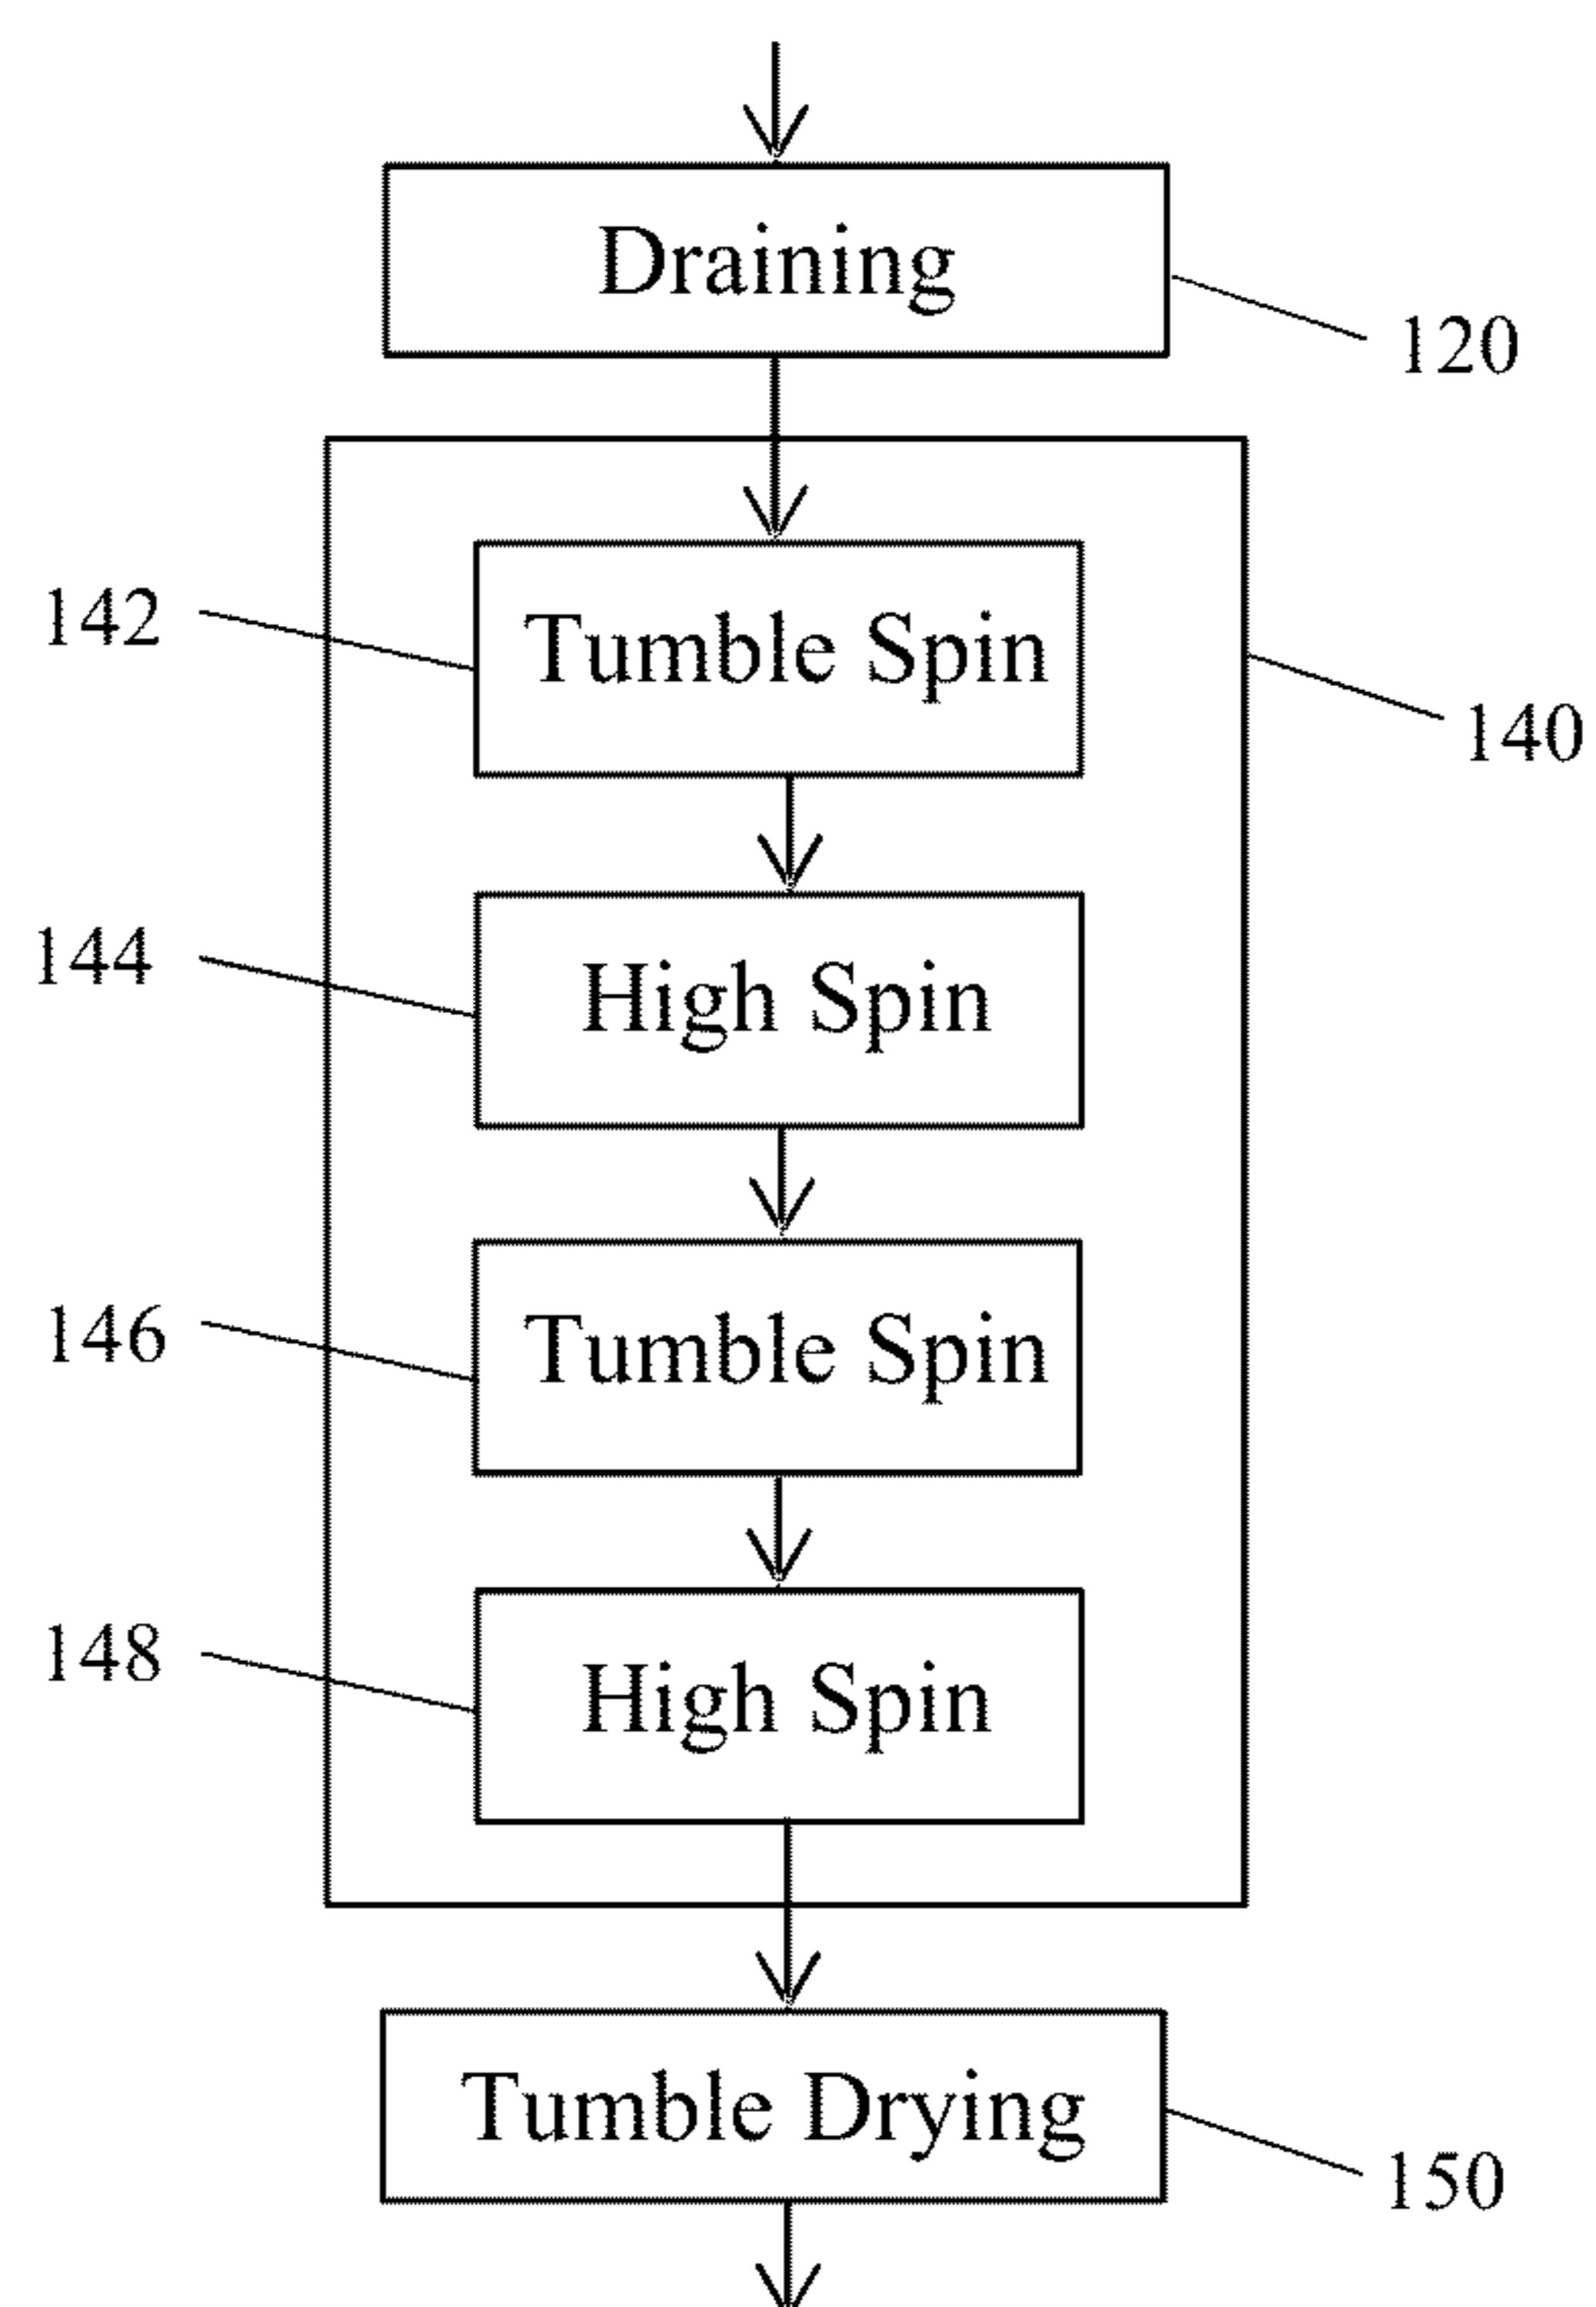 Draining
120
142
Tumble Spin
140
144
High Spin
146
Tumble Spin
148
High Spin
Tumble Drying
150